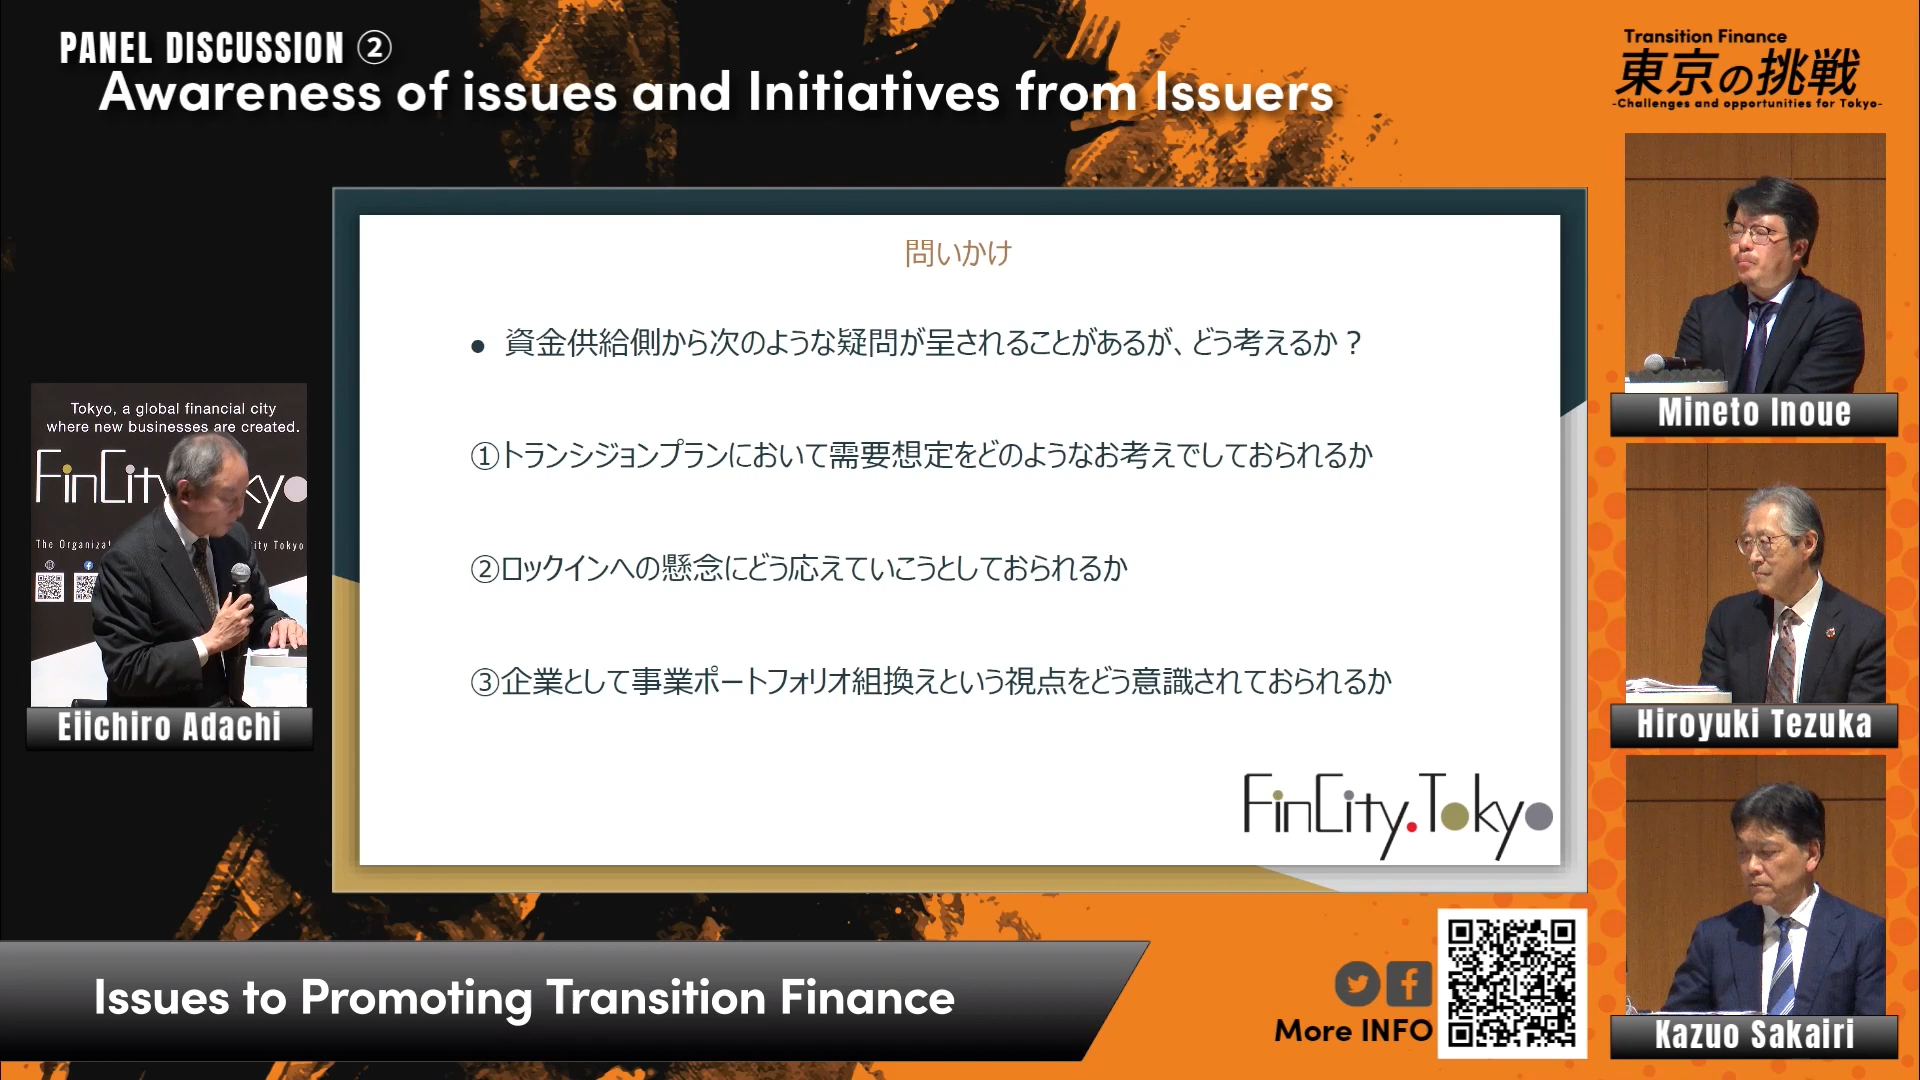 PANEL DISCUSSION ②
Awareness of issues and Initiatives from Issuers
Transition Finance
東京の挑戦
-Challenges and opportunities for Tokyo-
問いかけ
● 資金供給側から次のような疑問が呈されることがあるが、どう考えるか？
①トランシジョンプランにおいて需要想定をどのようなお考えでしておられるか
②ロックインへの懸念にどう応えていこうとしておられるか
③企業として事業ポートフォリオ組換えという視点をどう意識されておられるか
FinCity.Tokyo
Tokyo, a global financial city
where new businesses are created.
FinCity kyo
The Organizat ity Tokyo
Eiichiro Adachi
Mineto Inoue
Hiroyuki Tezuka
Kazuo Sakairi
Issues to Promoting Transition Finance
More INFO